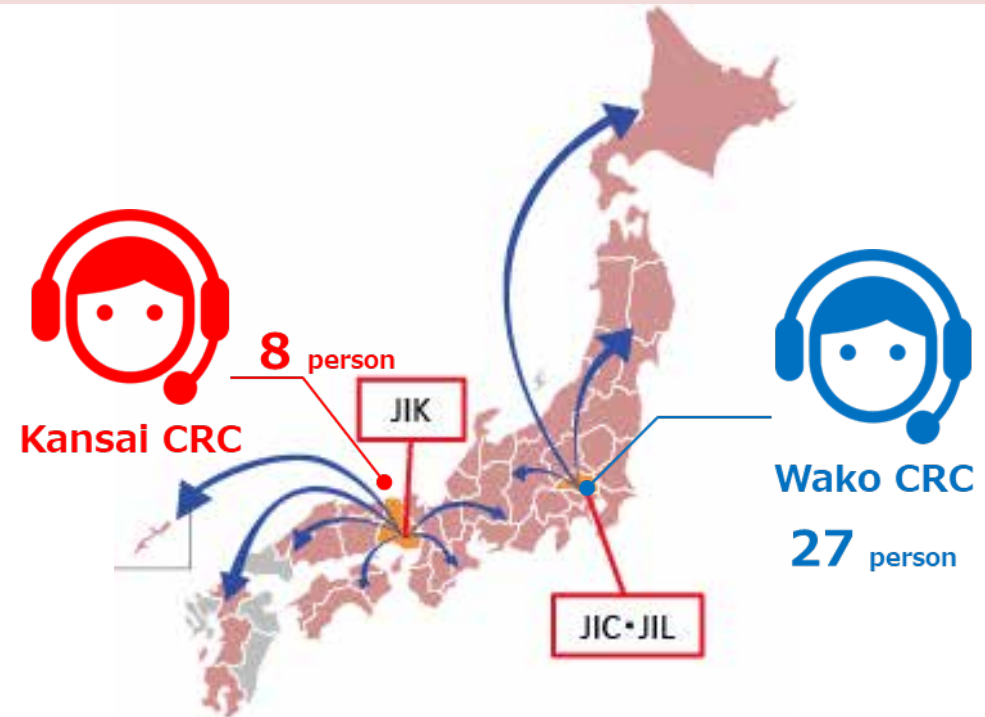 8 person
Kansai CRC
JIK
Wako CRC
27 person
JIC・JIL